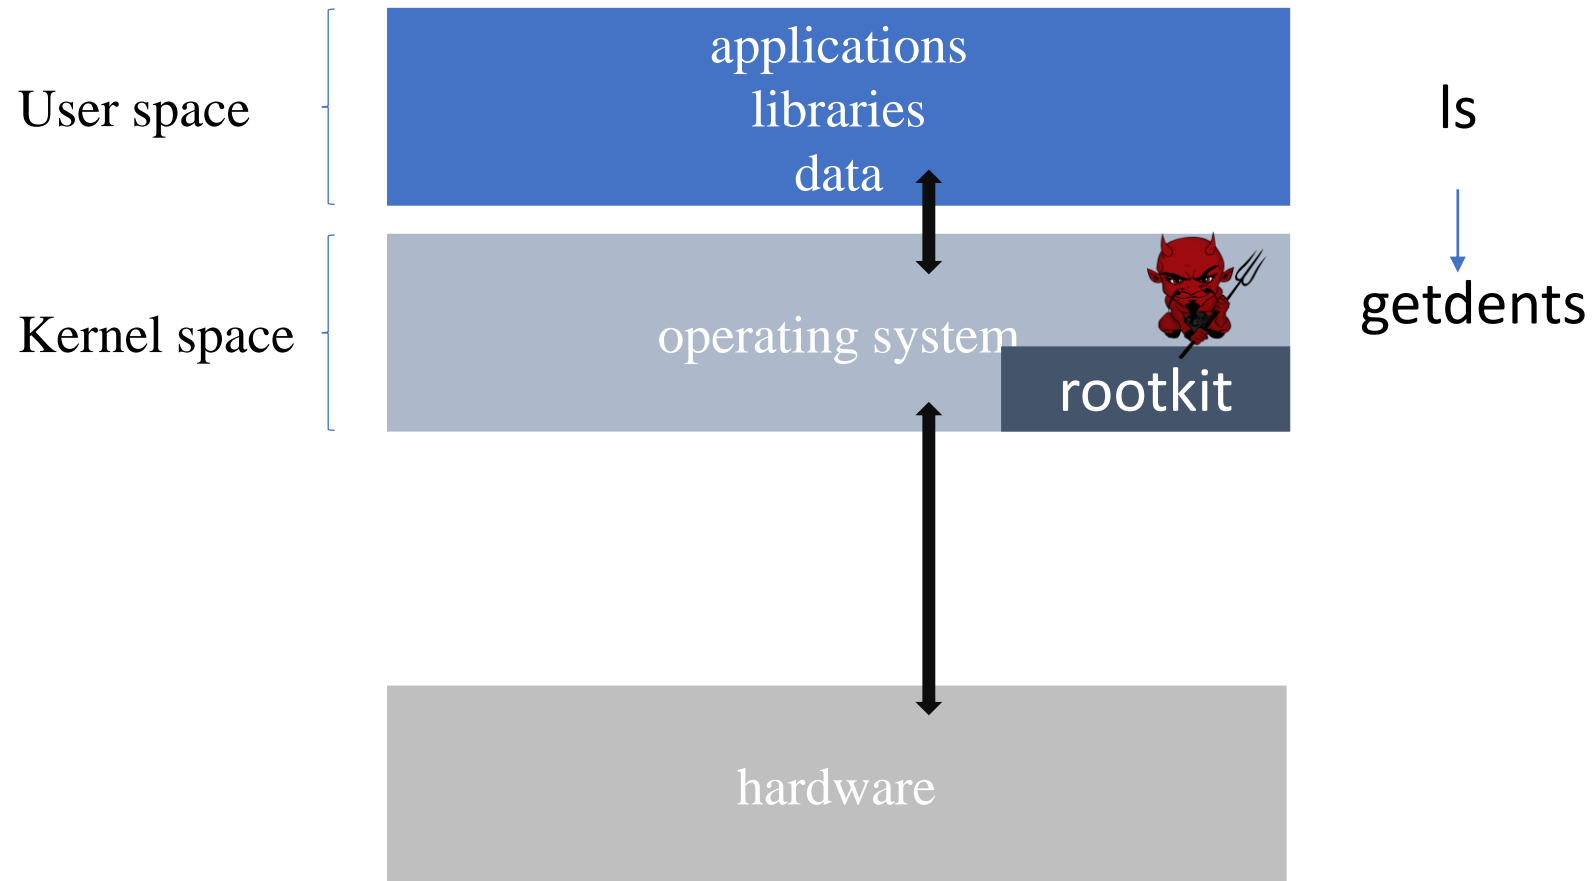 User space
applications
libraries
data
ls
Kernel space
operating system
rootkit
getdents
hardware